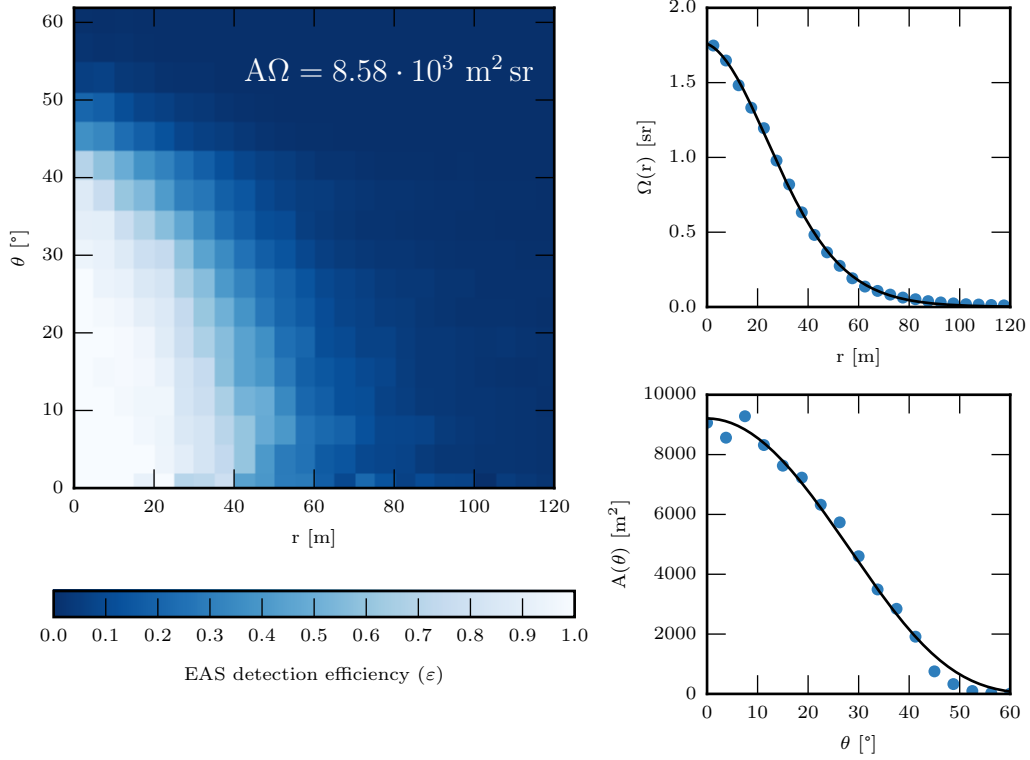 AΩ = 8.58 · 10³ m² sr
60
50
40
30
20
10
0
θ [°]
0 20 40 60 80 100 120
r [m]
0.0 0.1 0.2 0.3 0.4 0.5 0.6 0.7 0.8 0.9 1.0
EAS detection efficiency (ε)
2.0
1.5
1.0
0.5
0.0
Ω(r) [sr]
0 20 40 60 80 100 120
r [m]
10000
8000
6000
4000
2000
0
A(θ) [m²]
0 10 20 30 40 50 60
θ [°]